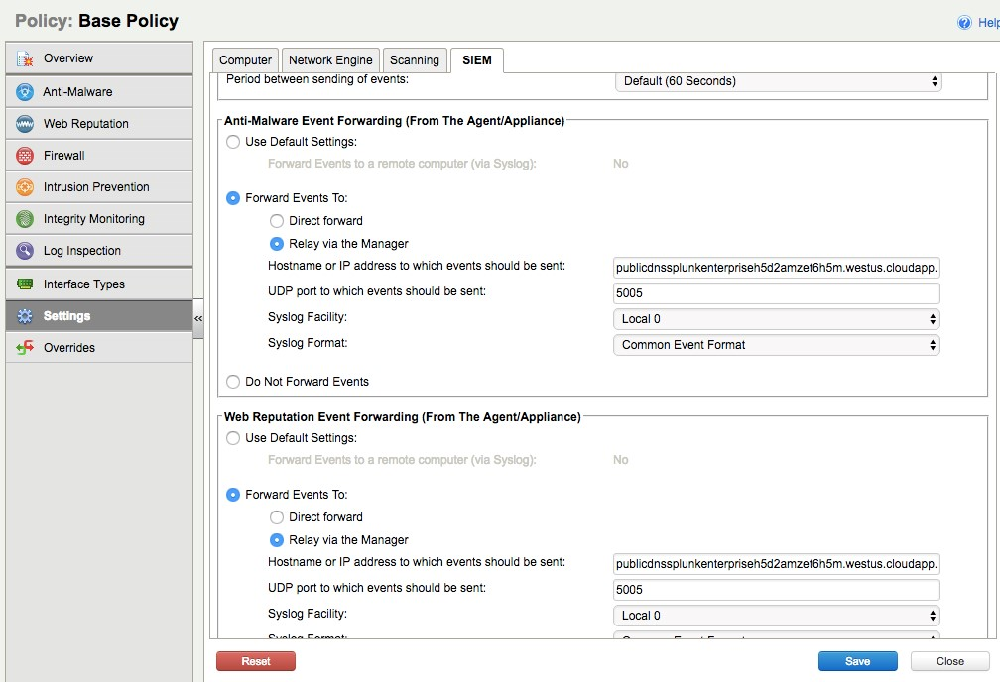 Policy: Base Policy
Help
Overview
Anti-Malware
Web Reputation
Firewall
Intrusion Prevention
Integrity Monitoring
Log Inspection
Interface Types
Settings
Overrides
«
Computer Network Engine Scanning SIEM
Period between sending of events: Default (60 Seconds)
Anti-Malware Event Forwarding (From The Agent/Appliance)
Use Default Settings:
Forward Events to a remote computer (via Syslog): No
Forward Events To:
Direct forward
Relay via the Manager
Hostname or IP address to which events should be sent: publicdnssplunkenterpriseh5d2amzet6h5m.westus.cloudapp.
UDP port to which events should be sent: 5005
Syslog Facility: Local 0
Syslog Format: Common Event Format
Do Not Forward Events
Web Reputation Event Forwarding (From The Agent/Appliance)
Use Default Settings:
Forward Events to a remote computer (via Syslog): No
Forward Events To:
Direct forward
Relay via the Manager
Hostname or IP address to which events should be sent: publicdnssplunkenterpriseh5d2amzet6h5m.westus.cloudapp.
UDP port to which events should be sent: 5005
Syslog Facility: Local 0
Syslog Format:
Reset Save Close